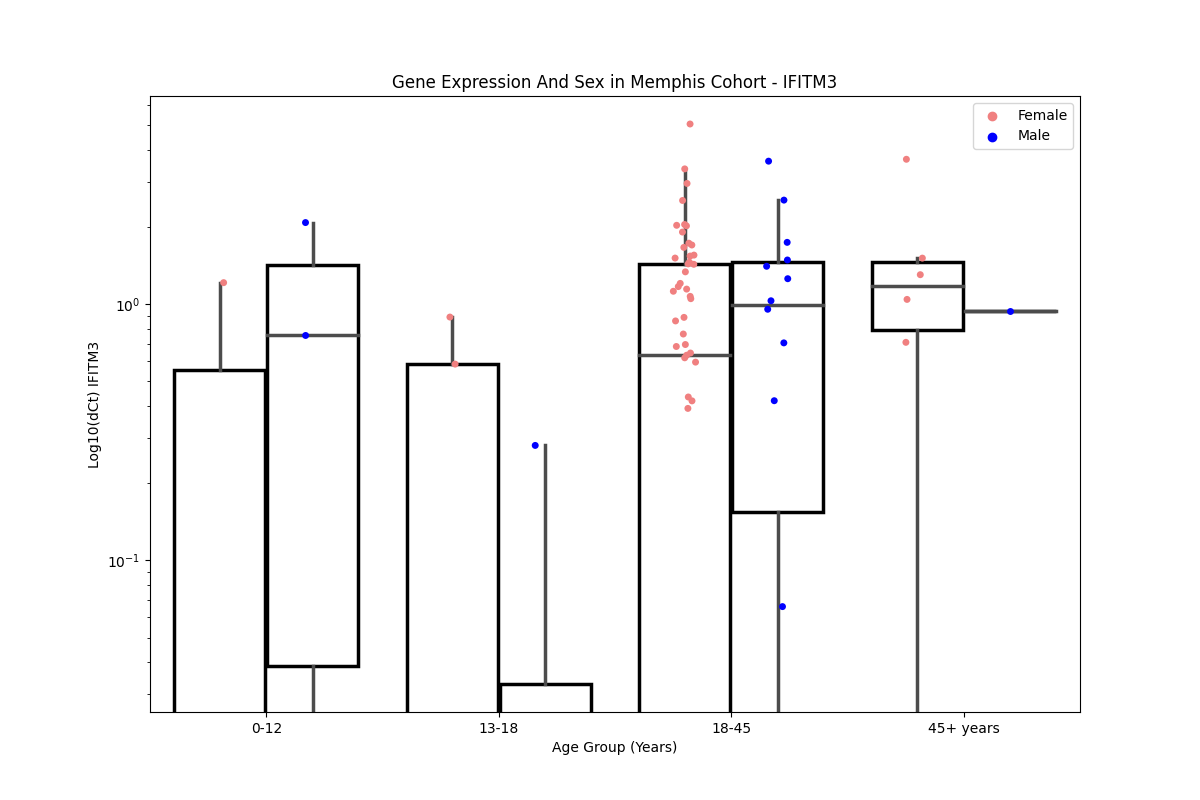 Gene Expression And Sex in Memphis Cohort - IFITM3
Female
Male
10⁰
10⁻¹
Log10(dCt) IFITM3
0-12
13-18
18-45
45+ years
Age Group (Years)